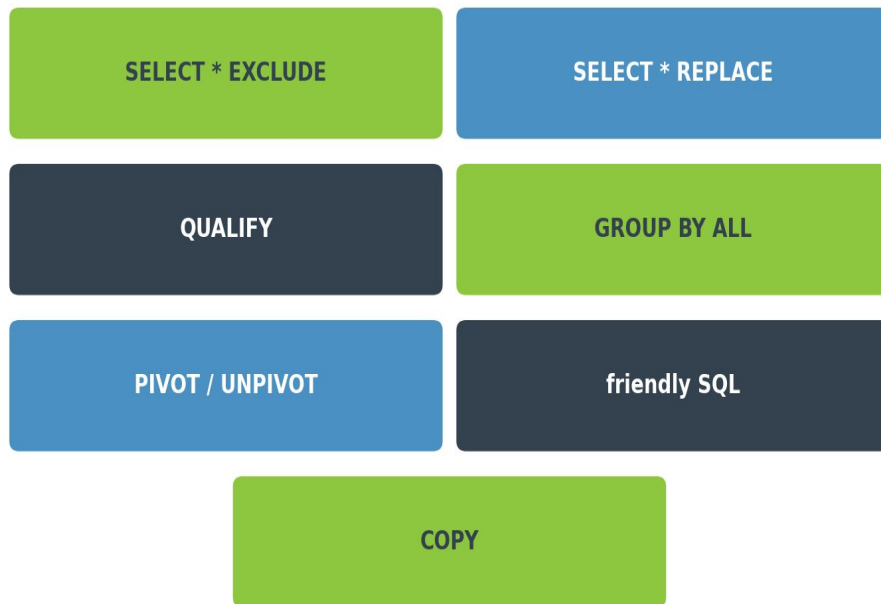 SELECT * EXCLUDE
SELECT * REPLACE
QUALIFY
GROUP BY ALL
PIVOT / UNPIVOT
friendly SQL
COPY